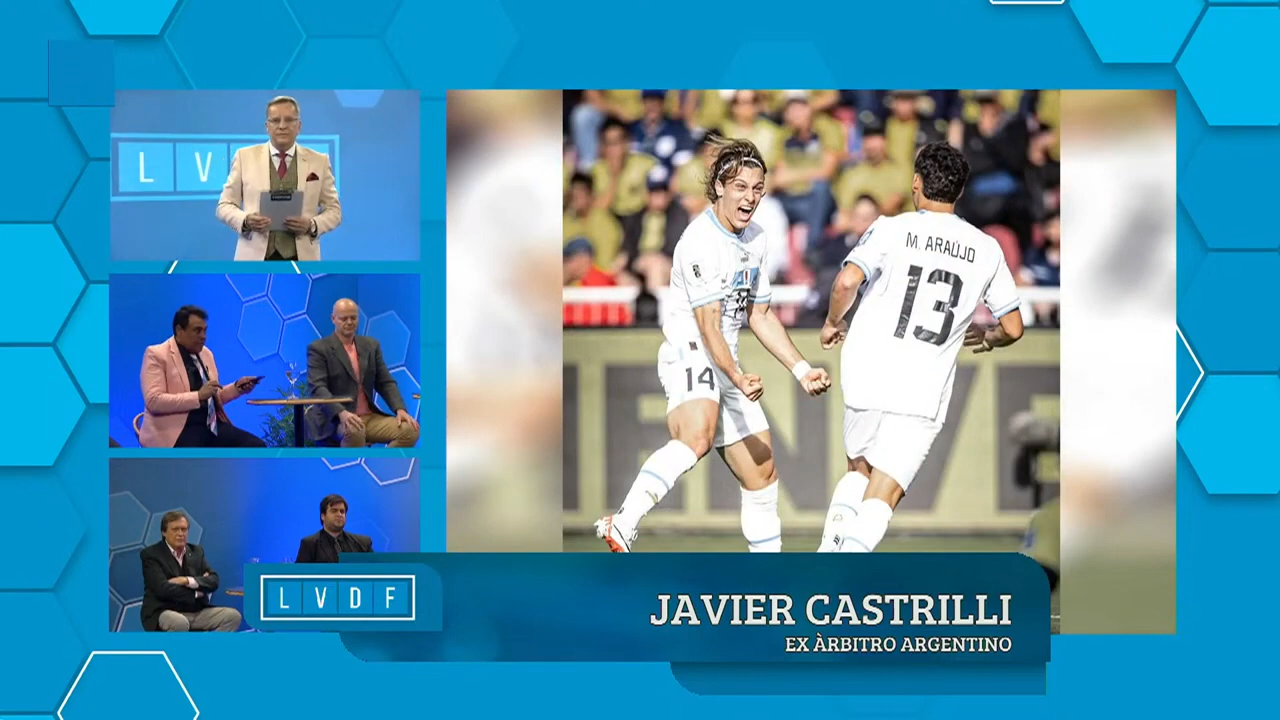 L V
M. ARAÚJO
13
14
L V D F
JAVIER CASTRILLI
EX ÀRBITRO ARGENTINO